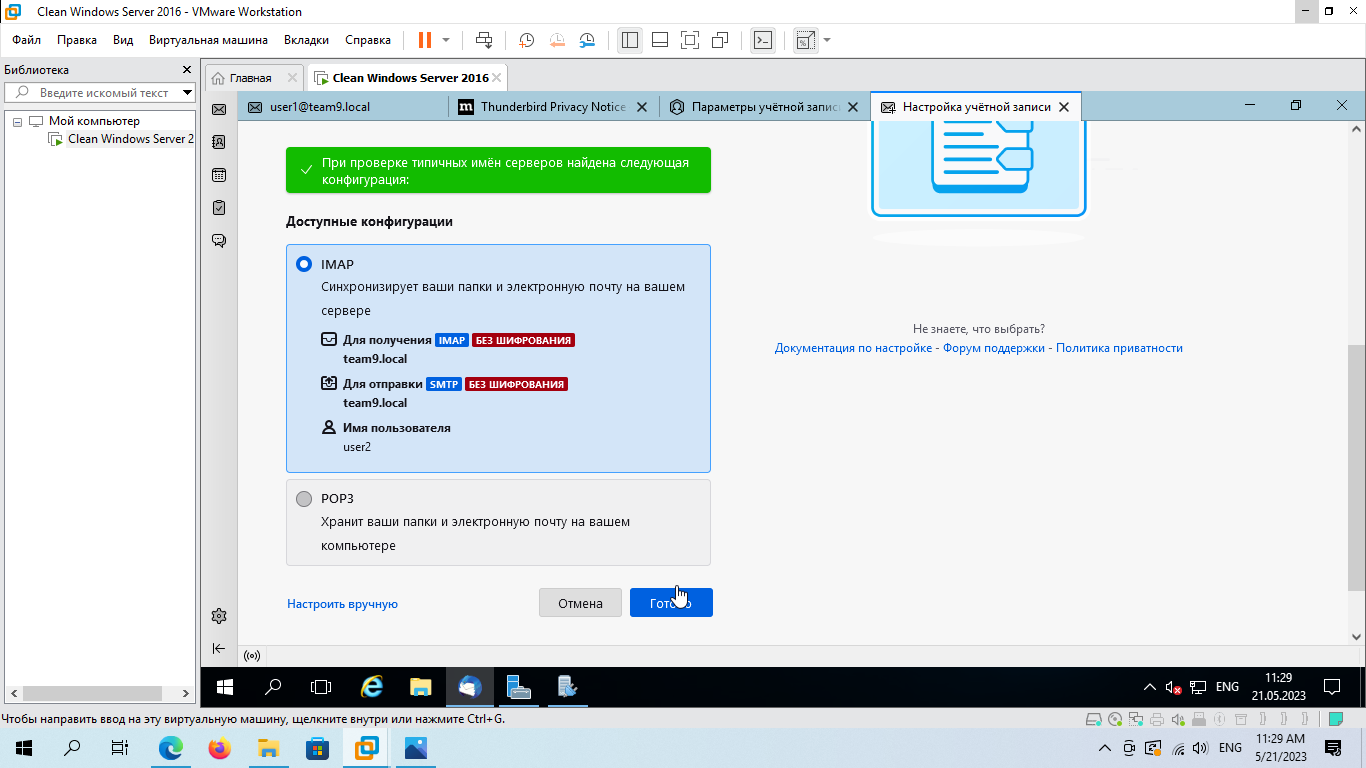 Clean Windows Server 2016 - VMware Workstation
Файл Правка Вид Виртуальная машина Вкладки Справка
Библиотека
Введите искомый текст
Мой компьютер
Clean Windows Server 2
Главная
Clean Windows Server 2016
user1@team9.local
Thunderbird Privacy Notice
Параметры учётной запис
Настройка учётной записи
При проверке типичных имён серверов найдена следующая
конфигурация:
Доступные конфигурации
IMAP
Синхронизирует ваши папки и электронную почту на вашем
сервере
Для получения IMAP БЕЗ ШИФРОВАНИЯ
team9.local
Для отправки SMTP БЕЗ ШИФРОВАНИЯ
team9.local
Имя пользователя
user2
POP3
Хранит ваши папки и электронную почту на вашем
компьютере
Настроить вручную
Отмена
Готово
Не знаете, что выбрать?
Документация по настройке - Форум поддержки - Политика приватности
ENG
11:29
21.05.2023
Чтобы направить ввод на эту виртуальную машину, щелкните внутри или нажмите Ctrl+G.
ENG
11:29 AM
5/21/2023